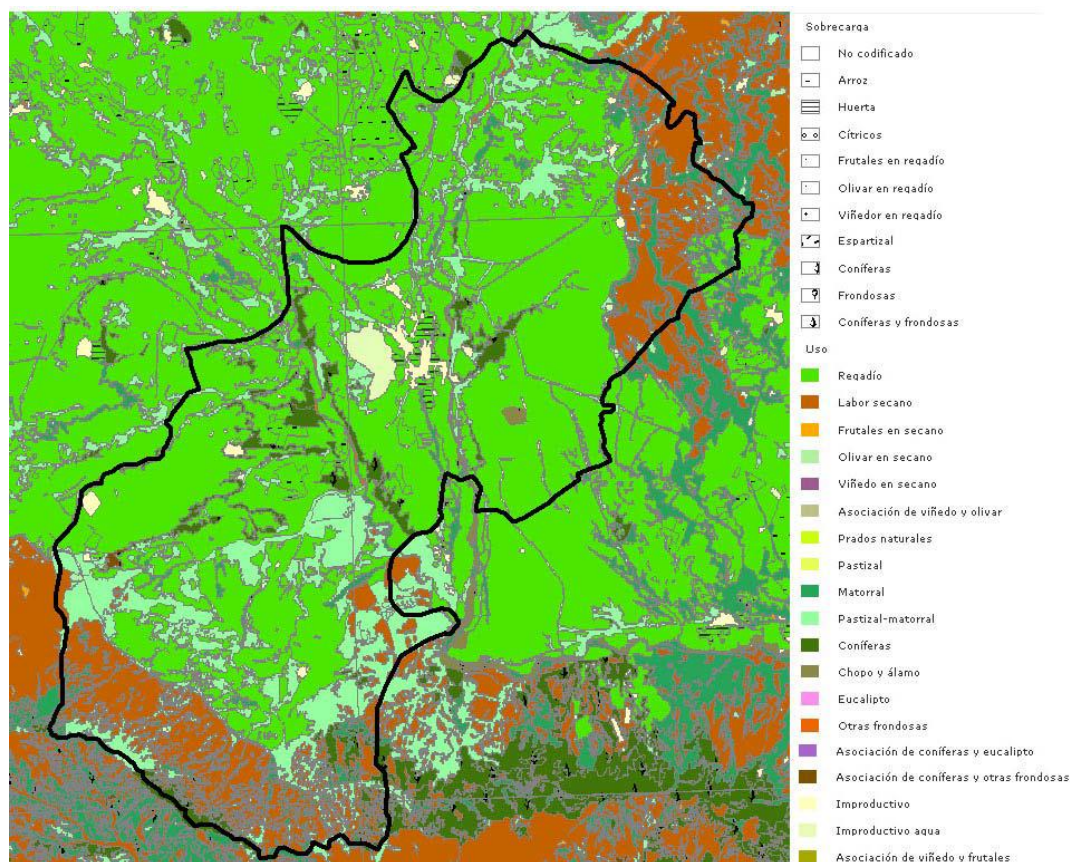 Sobrecarga
No codificado
Arroz
Huerta
Cítricos
Frutales en regadío
Olivar en regadío
Viñedor en regadío
Espartizal
Coníferas
Frondosas
Coníferas y frondosas
Uso
Regadío
Labor secano
Frutales en secano
Olivar en secano
Viñedo en secano
Asociación de viñedo y olivar
Prados naturales
Pastizal
Matorral
Pastizal-matorral
Coníferas
Chopo y álamo
Eucalipto
Otras frondosas
Asociación de coníferas y eucalipto
Asociación de coníferas y otras frondosas
Improductivo
Improductivo agua
Asociación de viñedo y frutales